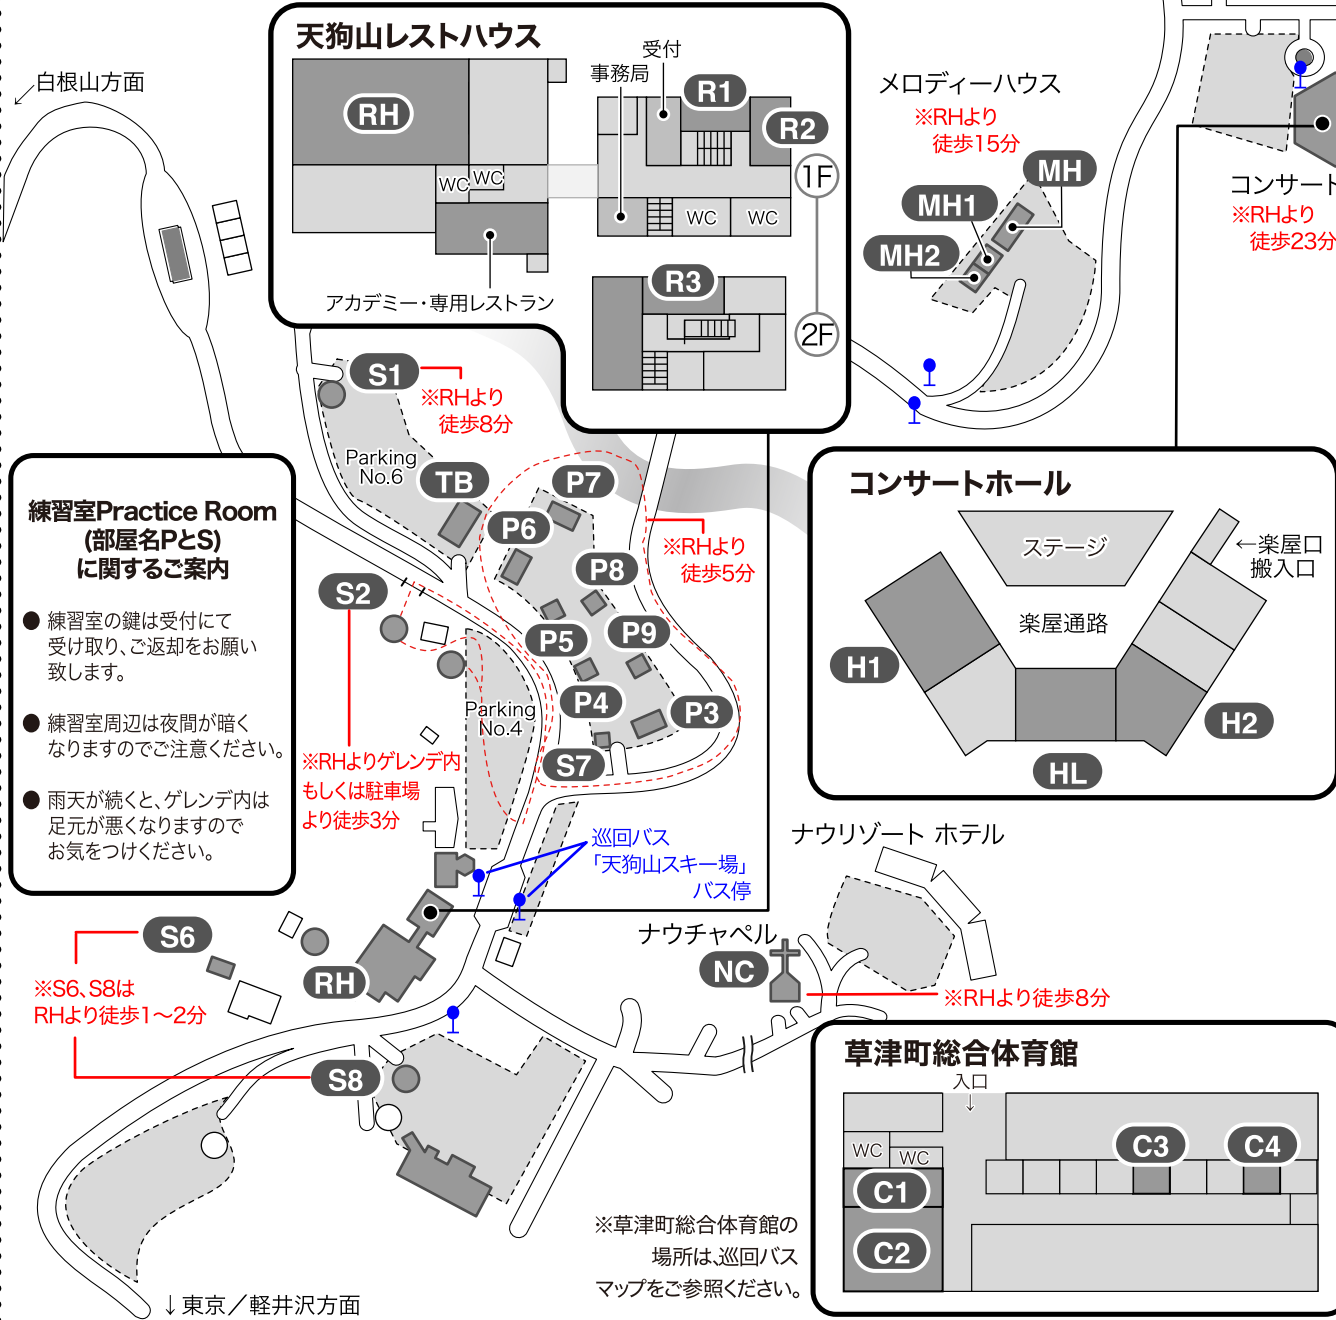 天狗山レストハウス
受付
事務局
RH
R1
R2
WC
WC
1F
WC
WC
アカデミー・専用レストラン
R3
2F
白根山方面
メロディーハウス
※RHより
徒歩15分
MH
MH1
MH2
コンサート
※RHより
徒歩23分
S1
※RHより
徒歩8分
Parking
No.6
TB
P7
P6
※RHより
徒歩5分
P8
S2
P5
P9
P4
P3
Parking
No.4
S7
※RHよりゲレンデ内
もしくは駐車場
より徒歩3分
練習室Practice Room
(部屋名PとS)
に関するご案内
● 練習室の鍵は受付にて
受け取り、ご返却をお願い
致します。
● 練習室周辺は夜間が暗く
なりますのでご注意ください。
● 雨天が続くと、ゲレンデ内は
足元が悪くなりますので
お気をつけください。
コンサートホール
ステージ
←楽屋口
搬入口
楽屋通路
H1
H2
HL
巡回バス
「天狗山スキー場」
バス停
ナウリゾート ホテル
S6
※S6、S8は
RHより徒歩1〜2分
RH
ナウチャペル
NC
※RHより徒歩8分
S8
草津町総合体育館
入口
↓
WC
WC
C1
C2
C3
C4
※草津町総合体育館の
場所は、巡回バス
マップをご参照ください。
↓東京／軽井沢方面